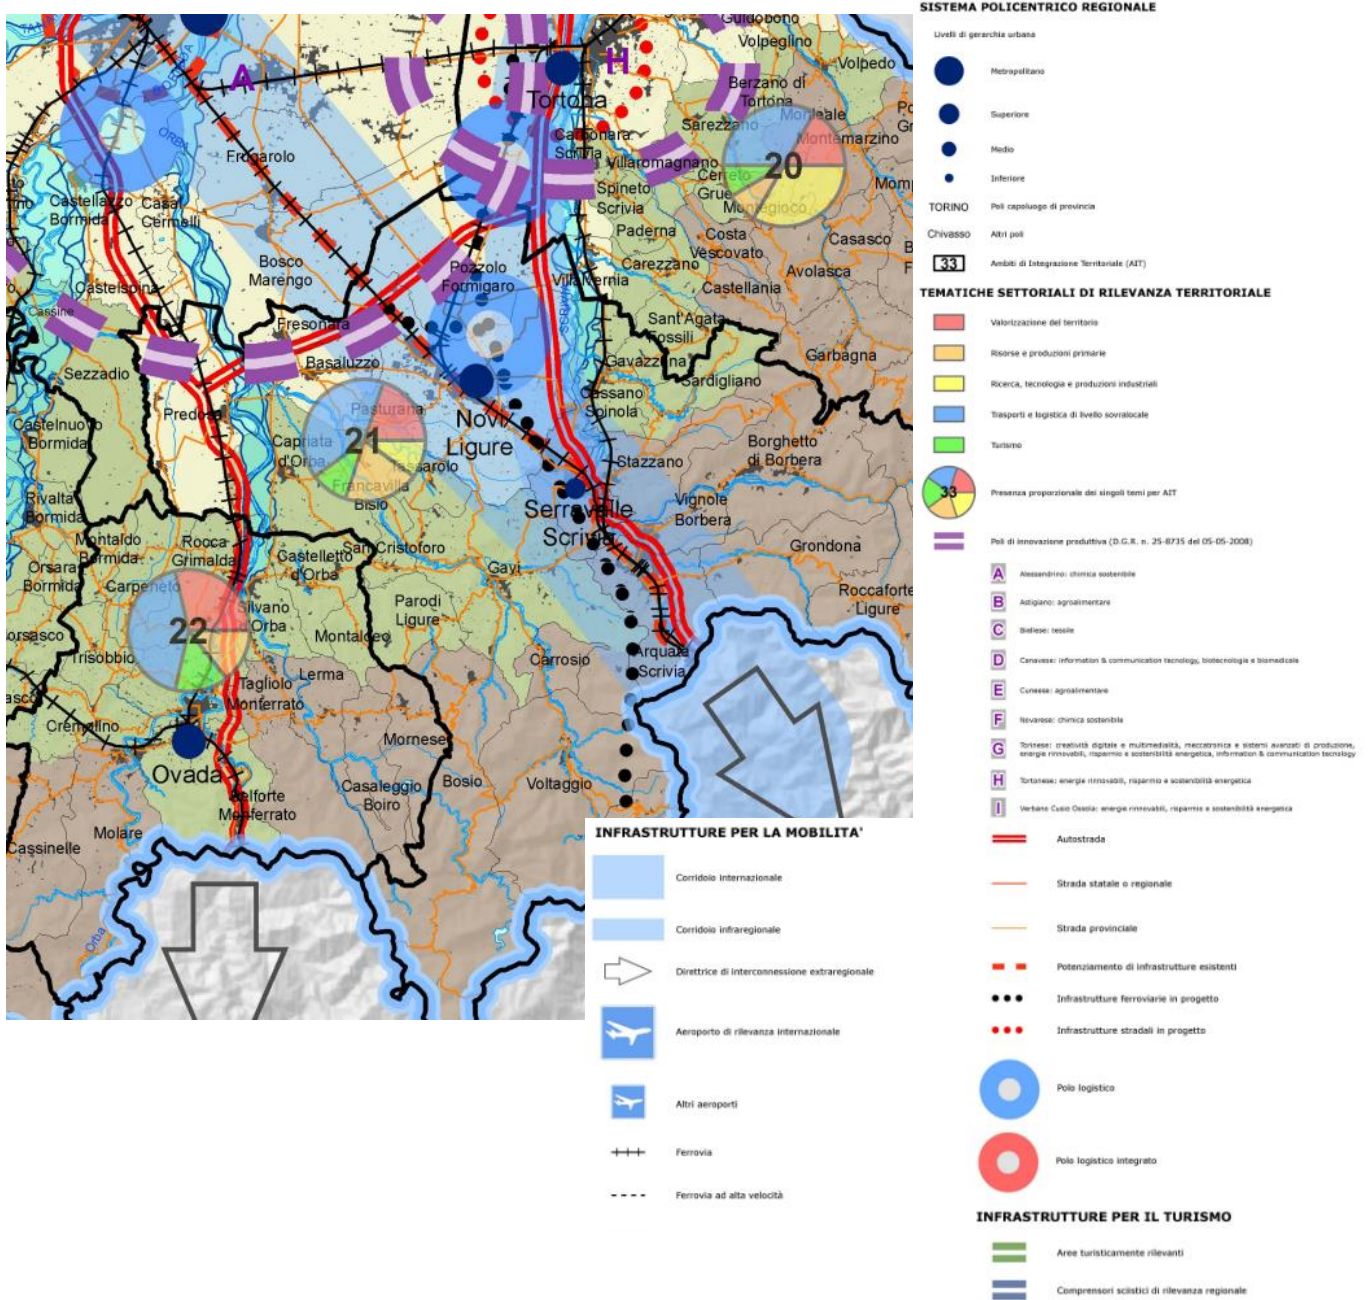 Guidobono
Volpeglino
Volpedo
A
H
Tortona
Berzano di
Tortona
Sarezzano
Monleale
Montemarzino
ORBA
Frugarolo
Carbonara
Scrivia
Villaromagnano
Cerreto
Grue
20
Montegioco
Castellazzo
Bormida
Casal
Cermelli
Spineto
Scrivia
Paderna
Costa
Vescovato
Casasco
Bosco
Marengo
Pozzolo
Formigaro
Villalvernia
Carezzano
Avolasca
Castellania
Castelspina
Cassine
SCRIVIA
Fresonara
Sant'Agata
Fossili
Basaluzzo
Gavazzana
Garbagna
Sezzadio
Sardigliano
Predosa
Pasturana
Cassano
Spinola
Castelnuovo
Bormida
Novi
Ligure
Capriata
d'Orba
21
Tassarolo
Francavilla
Bisio
Borghetto
di Borbera
Stazzano
Rivalta
Bormida
Serravalle
Scrivia
Vignole
Borbera
Montaldo
Bormida
Rocca
Grimalda
San Cristoforo
Castelletto
d'Orba
Gavi
Grondona
Orsara
Bormida
Carpeneto
Roccaforte
Ligure
Silvano
d'Orba
Parodi
Ligure
22
Montaldeo
Trisobbio
Carrosio
Arquata
Scrivia
Lerma
Tagliolo
Monferrato
Cremolino
Mornese
Ovada
Casaleggio
Boiro
Bosio
Voltaggio
Belforte
Monferrato
Molare
Cassinelle
Orba
SISTEMA POLICENTRICO REGIONALE
Livelli di gerarchia urbana
Metropolitano
Superiore
Medio
Inferiore
TORINO Poli capoluogo di provincia
Chivasso Altri poli
33 Ambiti di Integrazione Territoriale (AIT)
TEMATICHE SETTORIALI DI RILEVANZA TERRITORIALE
Valorizzazione del territorio
Risorse e produzioni primarie
Ricerca, tecnologia e produzioni industriali
Trasporti e logistica di livello sovralocale
Turismo
33 Presenza proporzionale dei singoli temi per AIT
Poli di innovazione produttiva (D.G.R. n. 25-8735 del 05-05-2008)
A Alessandrino: chimica sostenibile
B Astigiano: agroalimentare
C Biellese: tessile
D Canavese: information & communication tecnology, biotecnologie e biomedicale
E Cuneese: agroalimentare
F Novarese: chimica sostenibile
G Torinese: creatività digitale e multimedialità, meccatronica e sistemi avanzati di produzione,
energie rinnovabili, risparmio e sostenibilità energetica, information & communication tecnology
H Tortonese: energie rinnovabili, risparmio e sostenibilità energetica
I Verbano Cusio Ossola: energie rinnovabili, risparmio e sostenibilità energetica
Autostrada
Strada statale o regionale
Strada provinciale
Potenziamento di infrastrutture esistenti
Infrastrutture ferroviarie in progetto
Infrastrutture stradali in progetto
Polo logistico
Polo logistico integrato
INFRASTRUTTURE PER LA MOBILITA'
Corridoio internazionale
Corridoio infraregionale
Direttrice di interconnessione extraregionale
Aeroporto di rilevanza internazionale
Altri aeroporti
Ferrovia
Ferrovia ad alta velocità
INFRASTRUTTURE PER IL TURISMO
Aree turisticamente rilevanti
Comprensori sciistici di rilevanza regionale